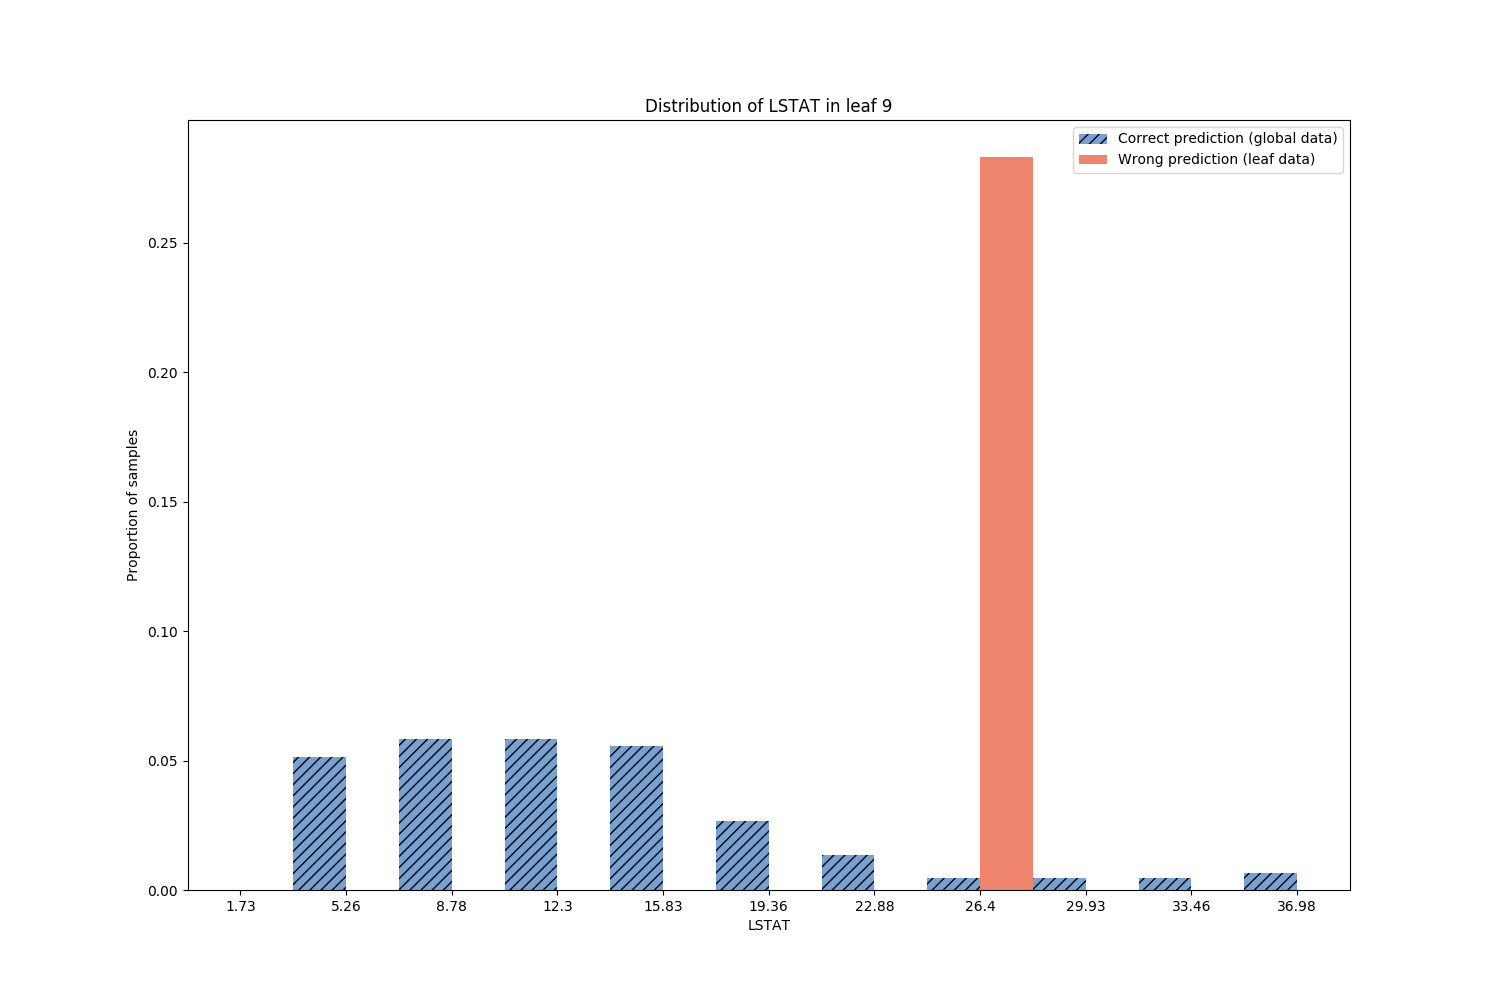 Distribution of LSTAT in leaf 9
Correct prediction (global data)
Wrong prediction (leaf data)
0.25
0.20
0.15
0.10
0.05
0.00
Proportion of samples
1.73 5.26 8.78 12.3 15.83 19.36 22.88 26.4 29.93 33.46 36.98
LSTAT